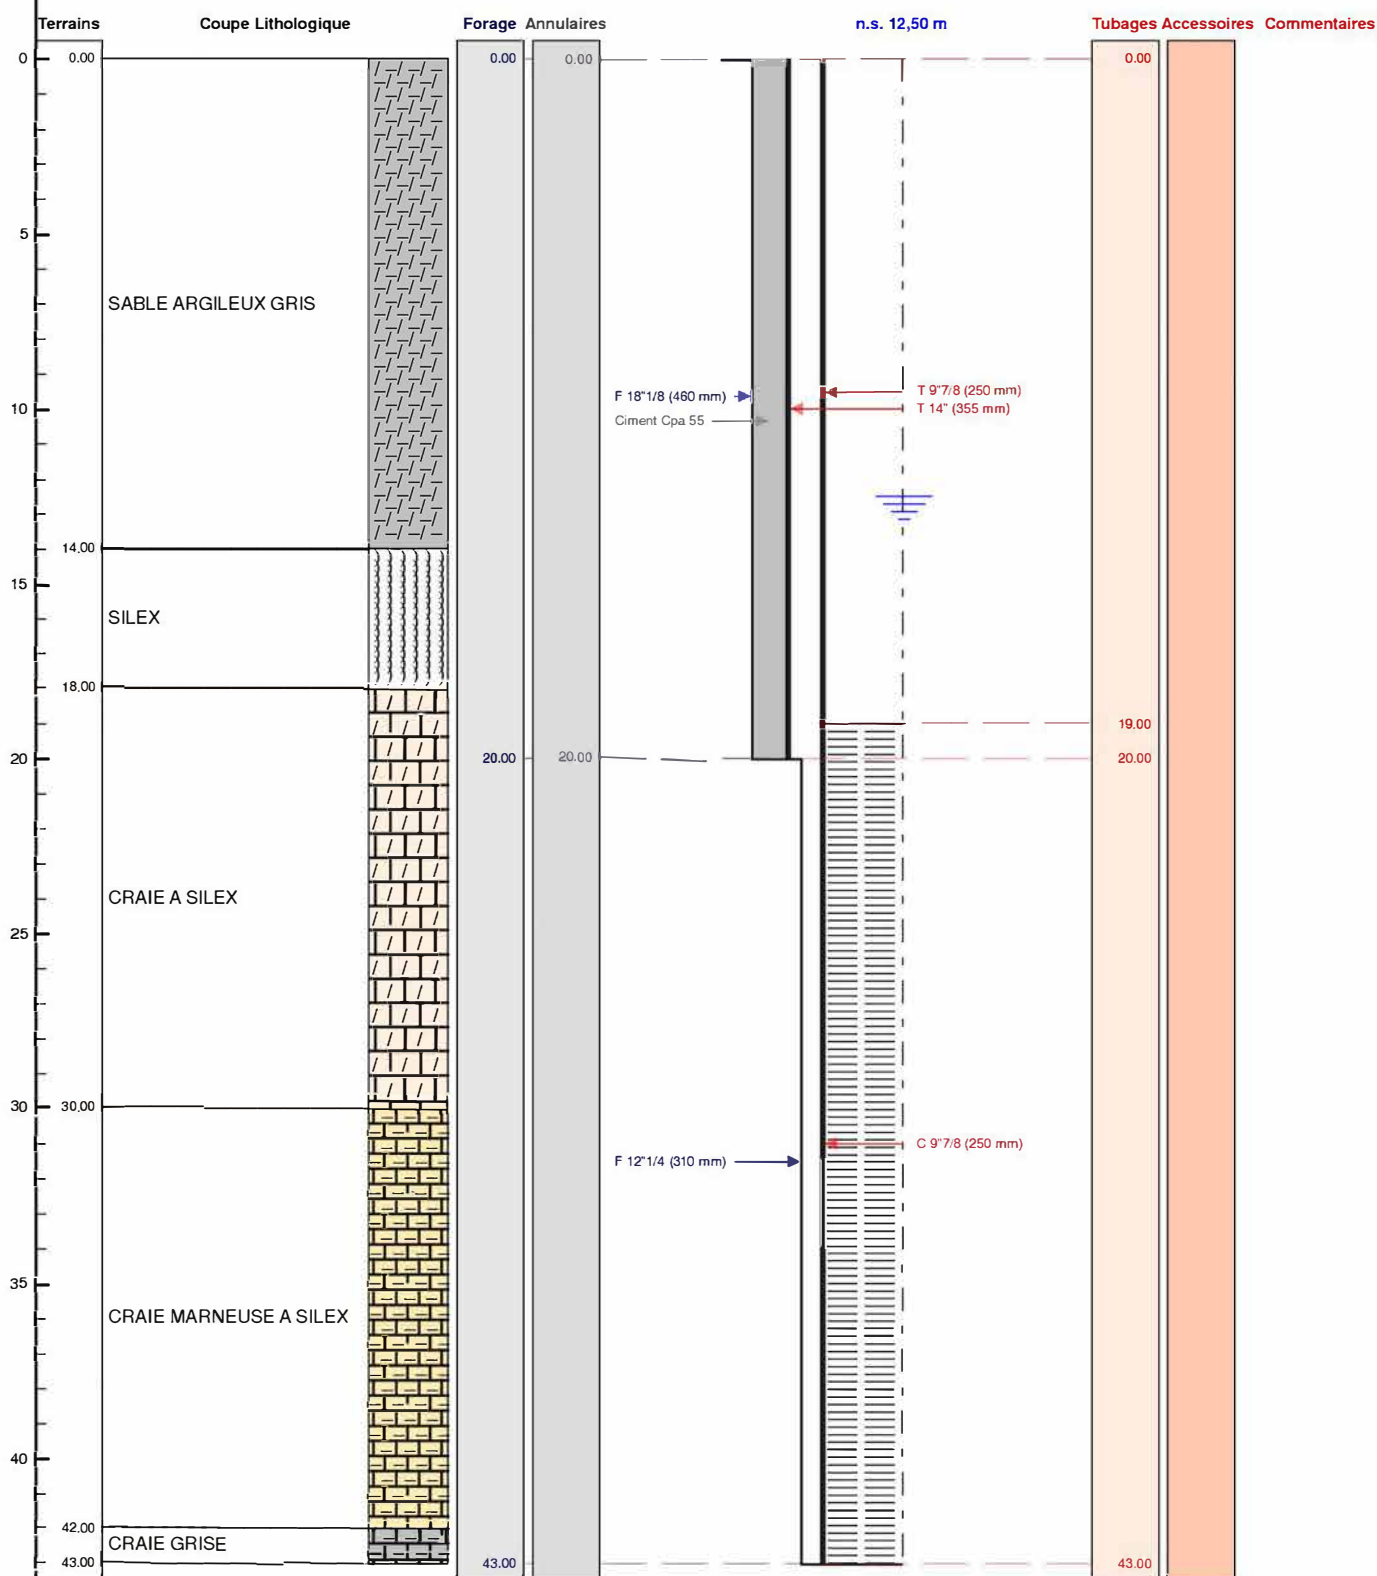 Terrains Coupe Lithologique Forage Annulaires n.s. 12,50 m Tubages Accessoires Commentaires
0 0.00 0.00 0.00 0.00
5
SABLE ARGILEUX GRIS
F 18"1/8 (460 mm) T 9"7/8 (250 mm)
10 T 14" (355 mm)
Ciment Cpa 55
14.00
15
SILEX
18.00
19.00
20 20.00 20.00 20.00
CRAIE A SILEX
25
30 30.00
C 9"7/8 (250 mm)
F 12"1/4 (310 mm)
35
CRAIE MARNEUSE A SILEX
40
42.00
CRAIE GRISE
43.00 43.00 43.00